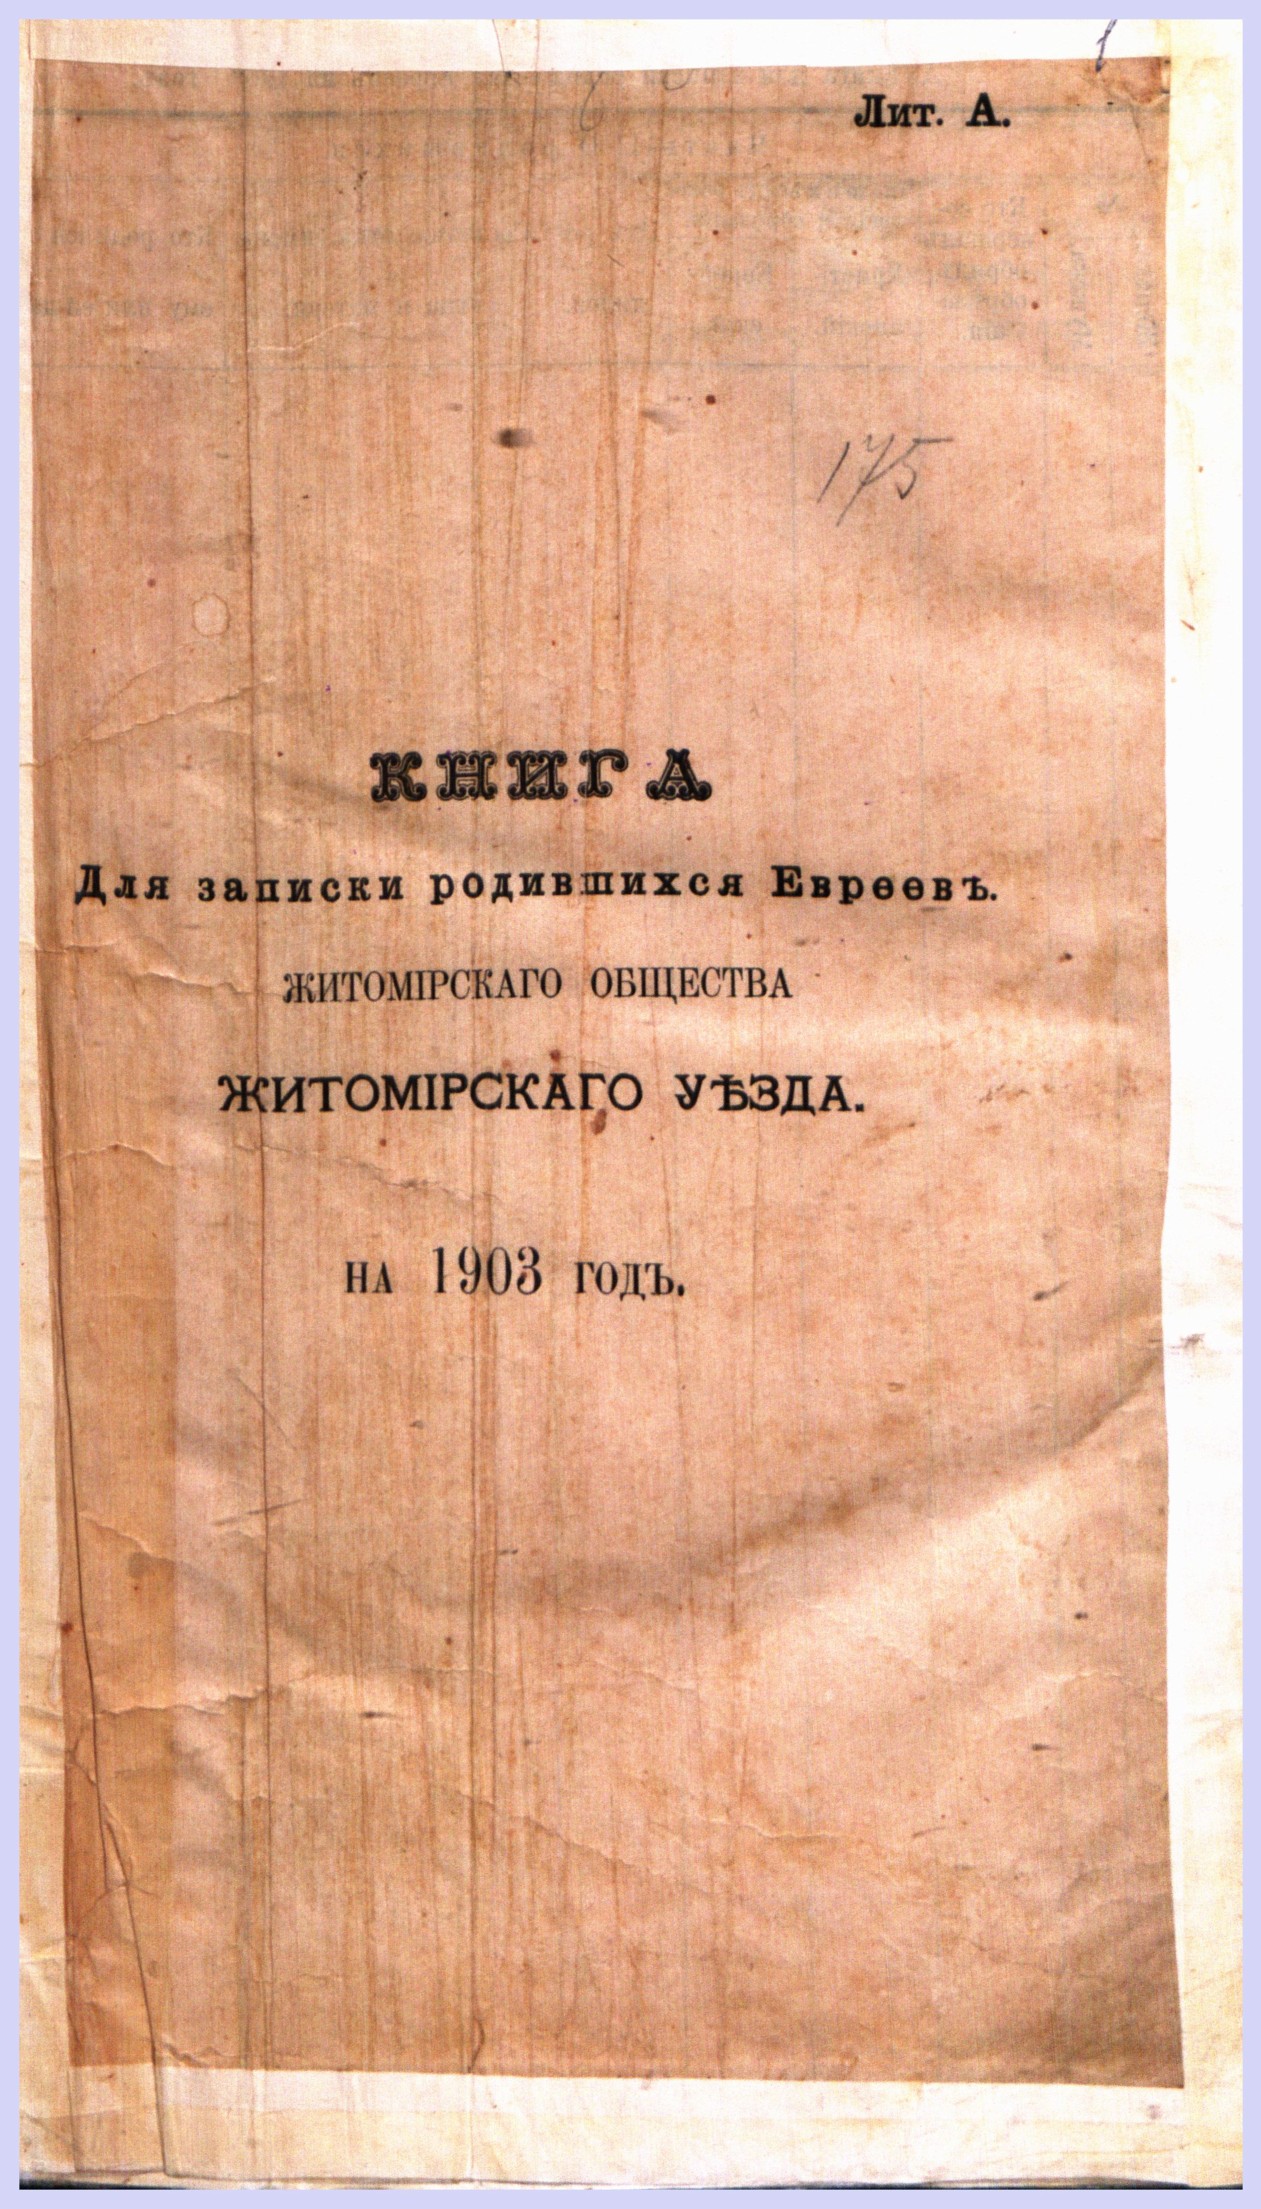 Лит. А.
175
КНИГА
Для записки родившихся Евреевъ.
ЖИТОМІРСКАГО ОБЩЕСТВА
ЖИТОМІРСКАГО УѢЗДА.
НА 1903 ГОДЪ.